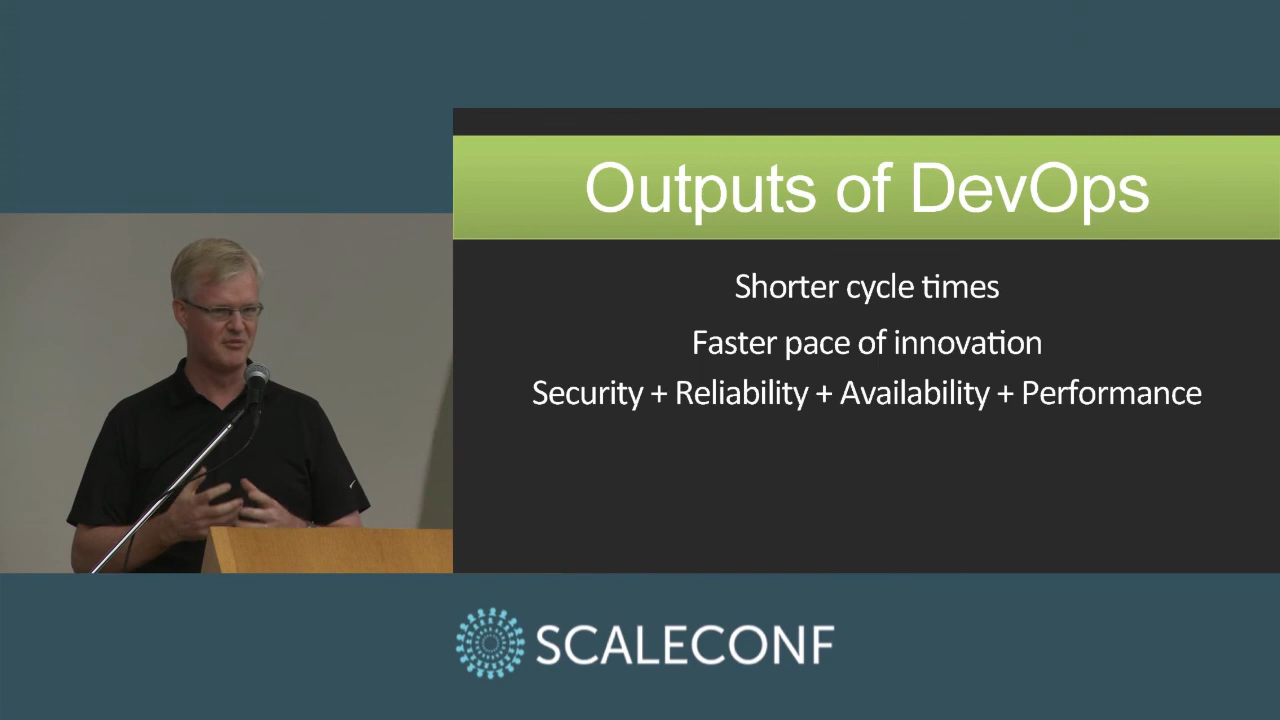 Outputs of DevOps
Shorter cycle times
Faster pace of innovation
Security + Reliability + Availability + Performance
SCALECONF